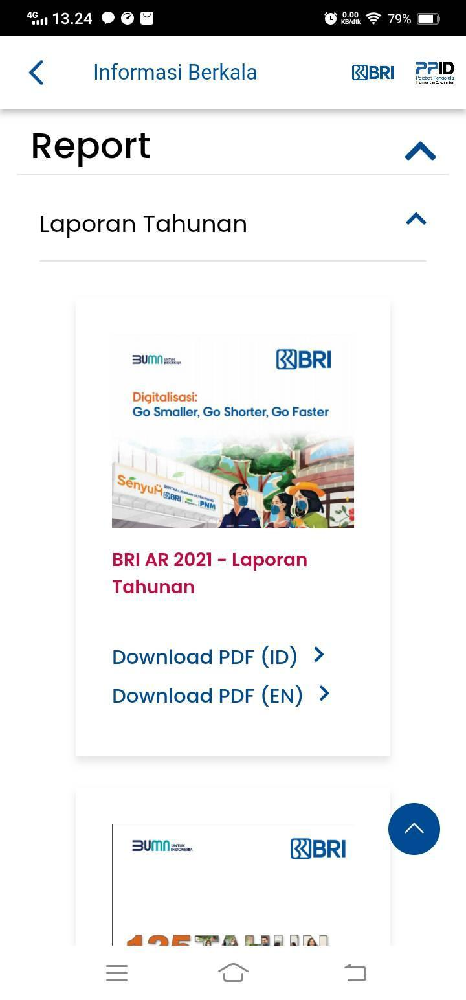 4G 13.24 0.00 KB/dtk 79%
Informasi Berkala BRI PPID
Pejabat Pengelola
Informasi dan Dokumentasi
Report
Laporan Tahunan
BUMN UNTUK INDONESIA BRI
Digitalisasi:
Go Smaller, Go Shorter, Go Faster
SenyuM SENTRA LAYANAN ULTRA MIKRO
BRI PNM
BRI AR 2021 - Laporan
Tahunan
Download PDF (ID)
Download PDF (EN)
BUMN UNTUK INDONESIA BRI
125 TAHUN